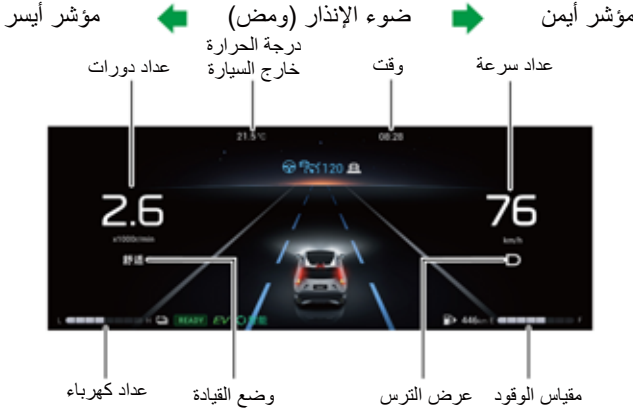 مؤشر أيمن ضوء الإنذار (ومض) مؤشر أيسر
درجة الحرارة خارج السيارة
عداد دورات
وقت
عداد سرعة
21.5°C
08:28
120
2.6
x1000r/min
舒适
76
km/h
D
L H READY EV
446km E F
عداد كهرباء
وضع القيادة
عرض الترس
مقياس الوقود